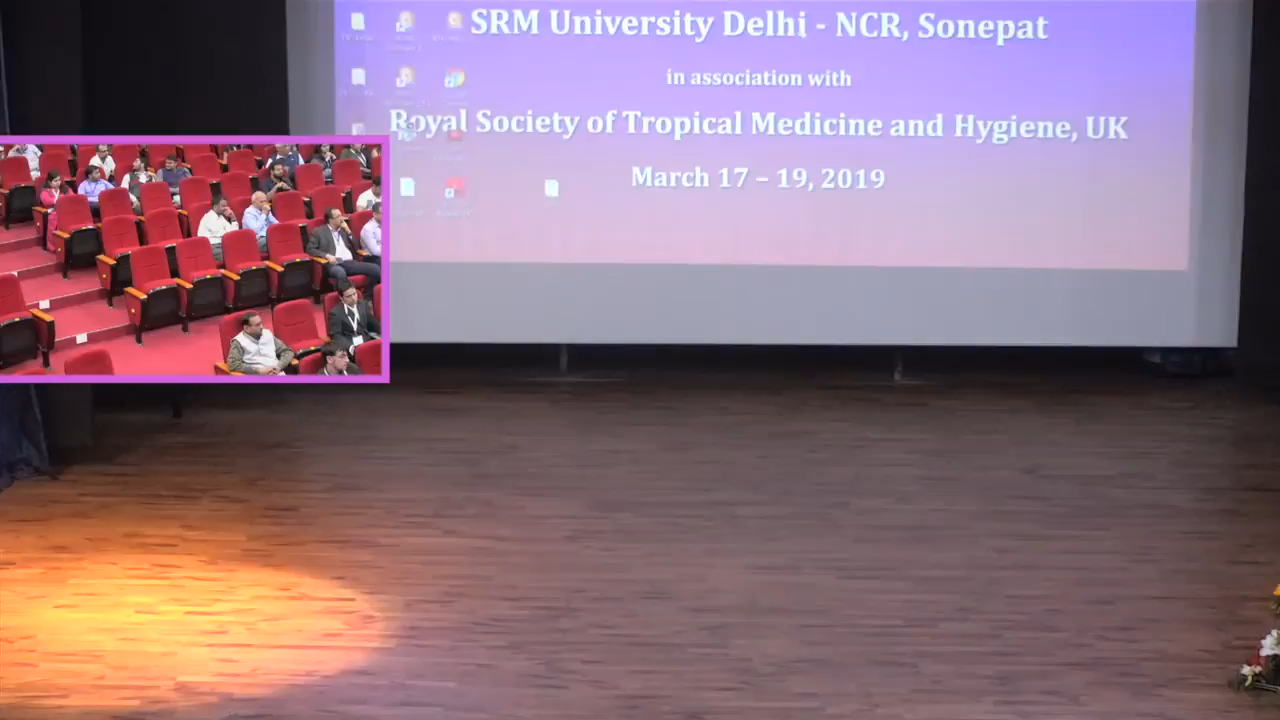 SRM University Delhi - NCR, Sonepat
in association with
Royal Society of Tropical Medicine and Hygiene, UK
March 17 – 19, 2019